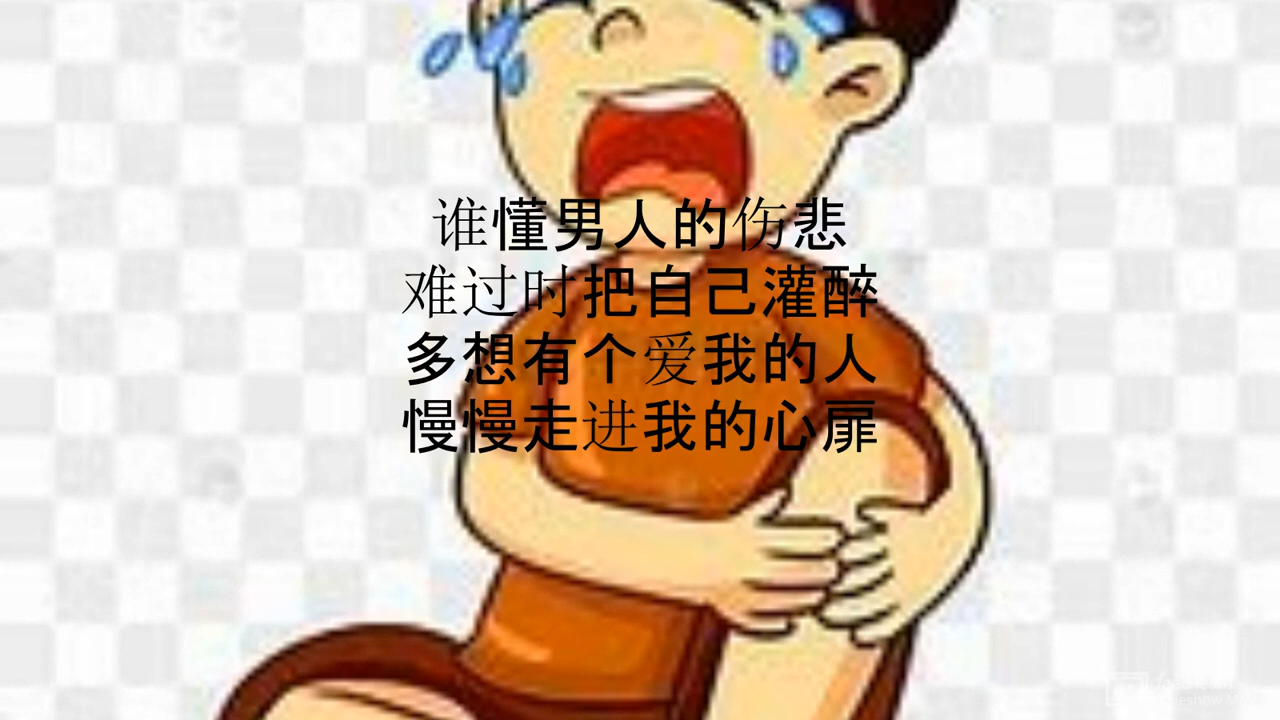 谁懂男人的伤悲
难过时把自己灌醉
多想有个爱我的人
慢慢走进我的心扉